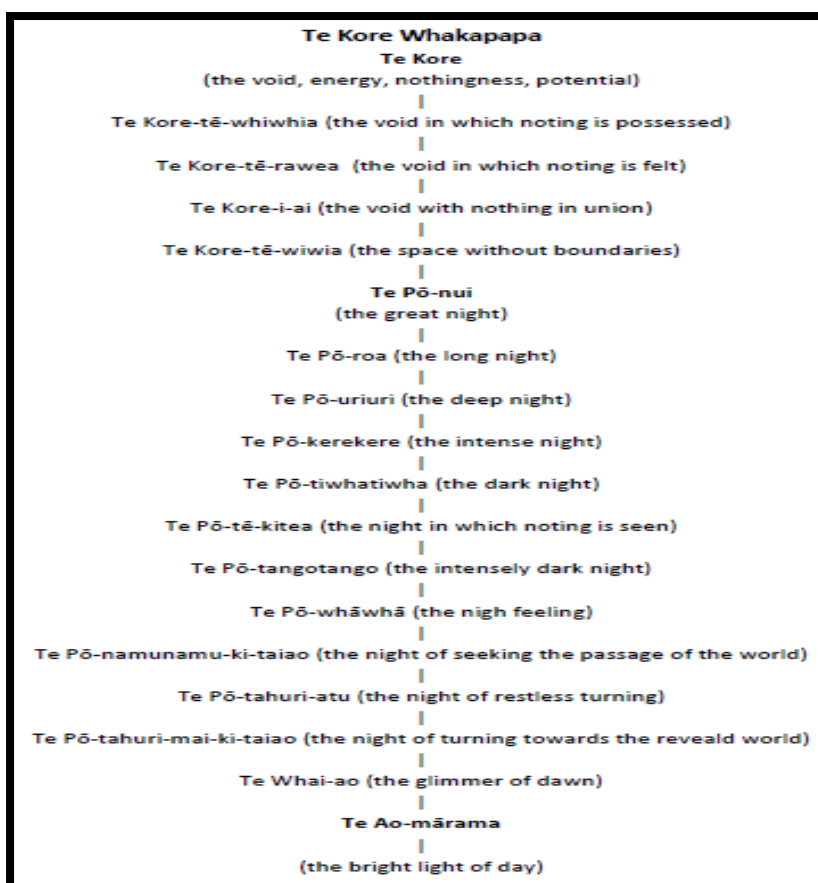 Te Kore Whakapapa
Te Kore
(the void, energy, nothingness, potential)
Te Kore-tē-whiwhia (the void in which noting is possessed)
Te Kore-tē-rawea (the void in which noting is felt)
Te Kore-i-ai (the void with nothing in union)
Te Kore-tē-wiwia (the space without boundaries)
Te Pō-nui
(the great night)
Te Pō-roa (the long night)
Te Pō-uriuri (the deep night)
Te Pō-kerekere (the intense night)
Te Pō-tiwhatiwha (the dark night)
Te Pō-tē-kitea (the night in which noting is seen)
Te Pō-tangotango (the intensely dark night)
Te Pō-whāwhā (the nigh feeling)
Te Pō-namunamu-ki-taiao (the night of seeking the passage of the world)
Te Pō-tahuri-atu (the night of restless turning)
Te Pō-tahuri-mai-ki-taiao (the night of turning towards the reveald world)
Te Whai-ao (the glimmer of dawn)
Te Ao-mārama
(the bright light of day)